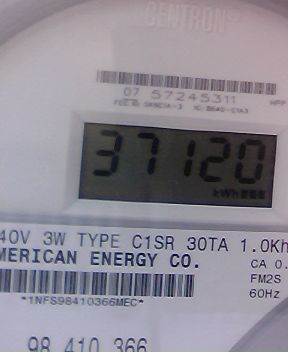 CENTRON®
07 57245311
37120
kWh
40V 3W TYPE C1SR 30TA 1.0Kh
MERICAN ENERGY CO.
CA 0.
FM2S
60Hz
*1NFS98410366MEC*
98 410 366